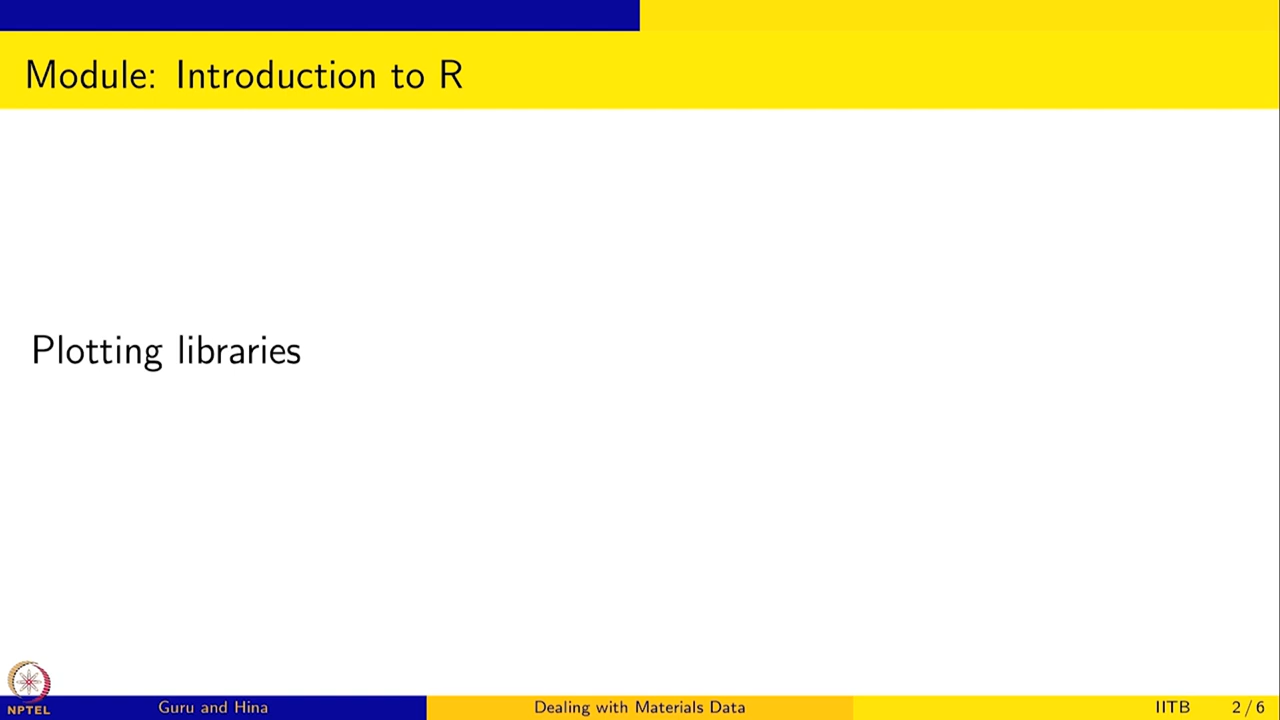 Module: Introduction to R
Plotting libraries
NPTEL
Guru and Hina
Dealing with Materials Data
IITB
2 / 6